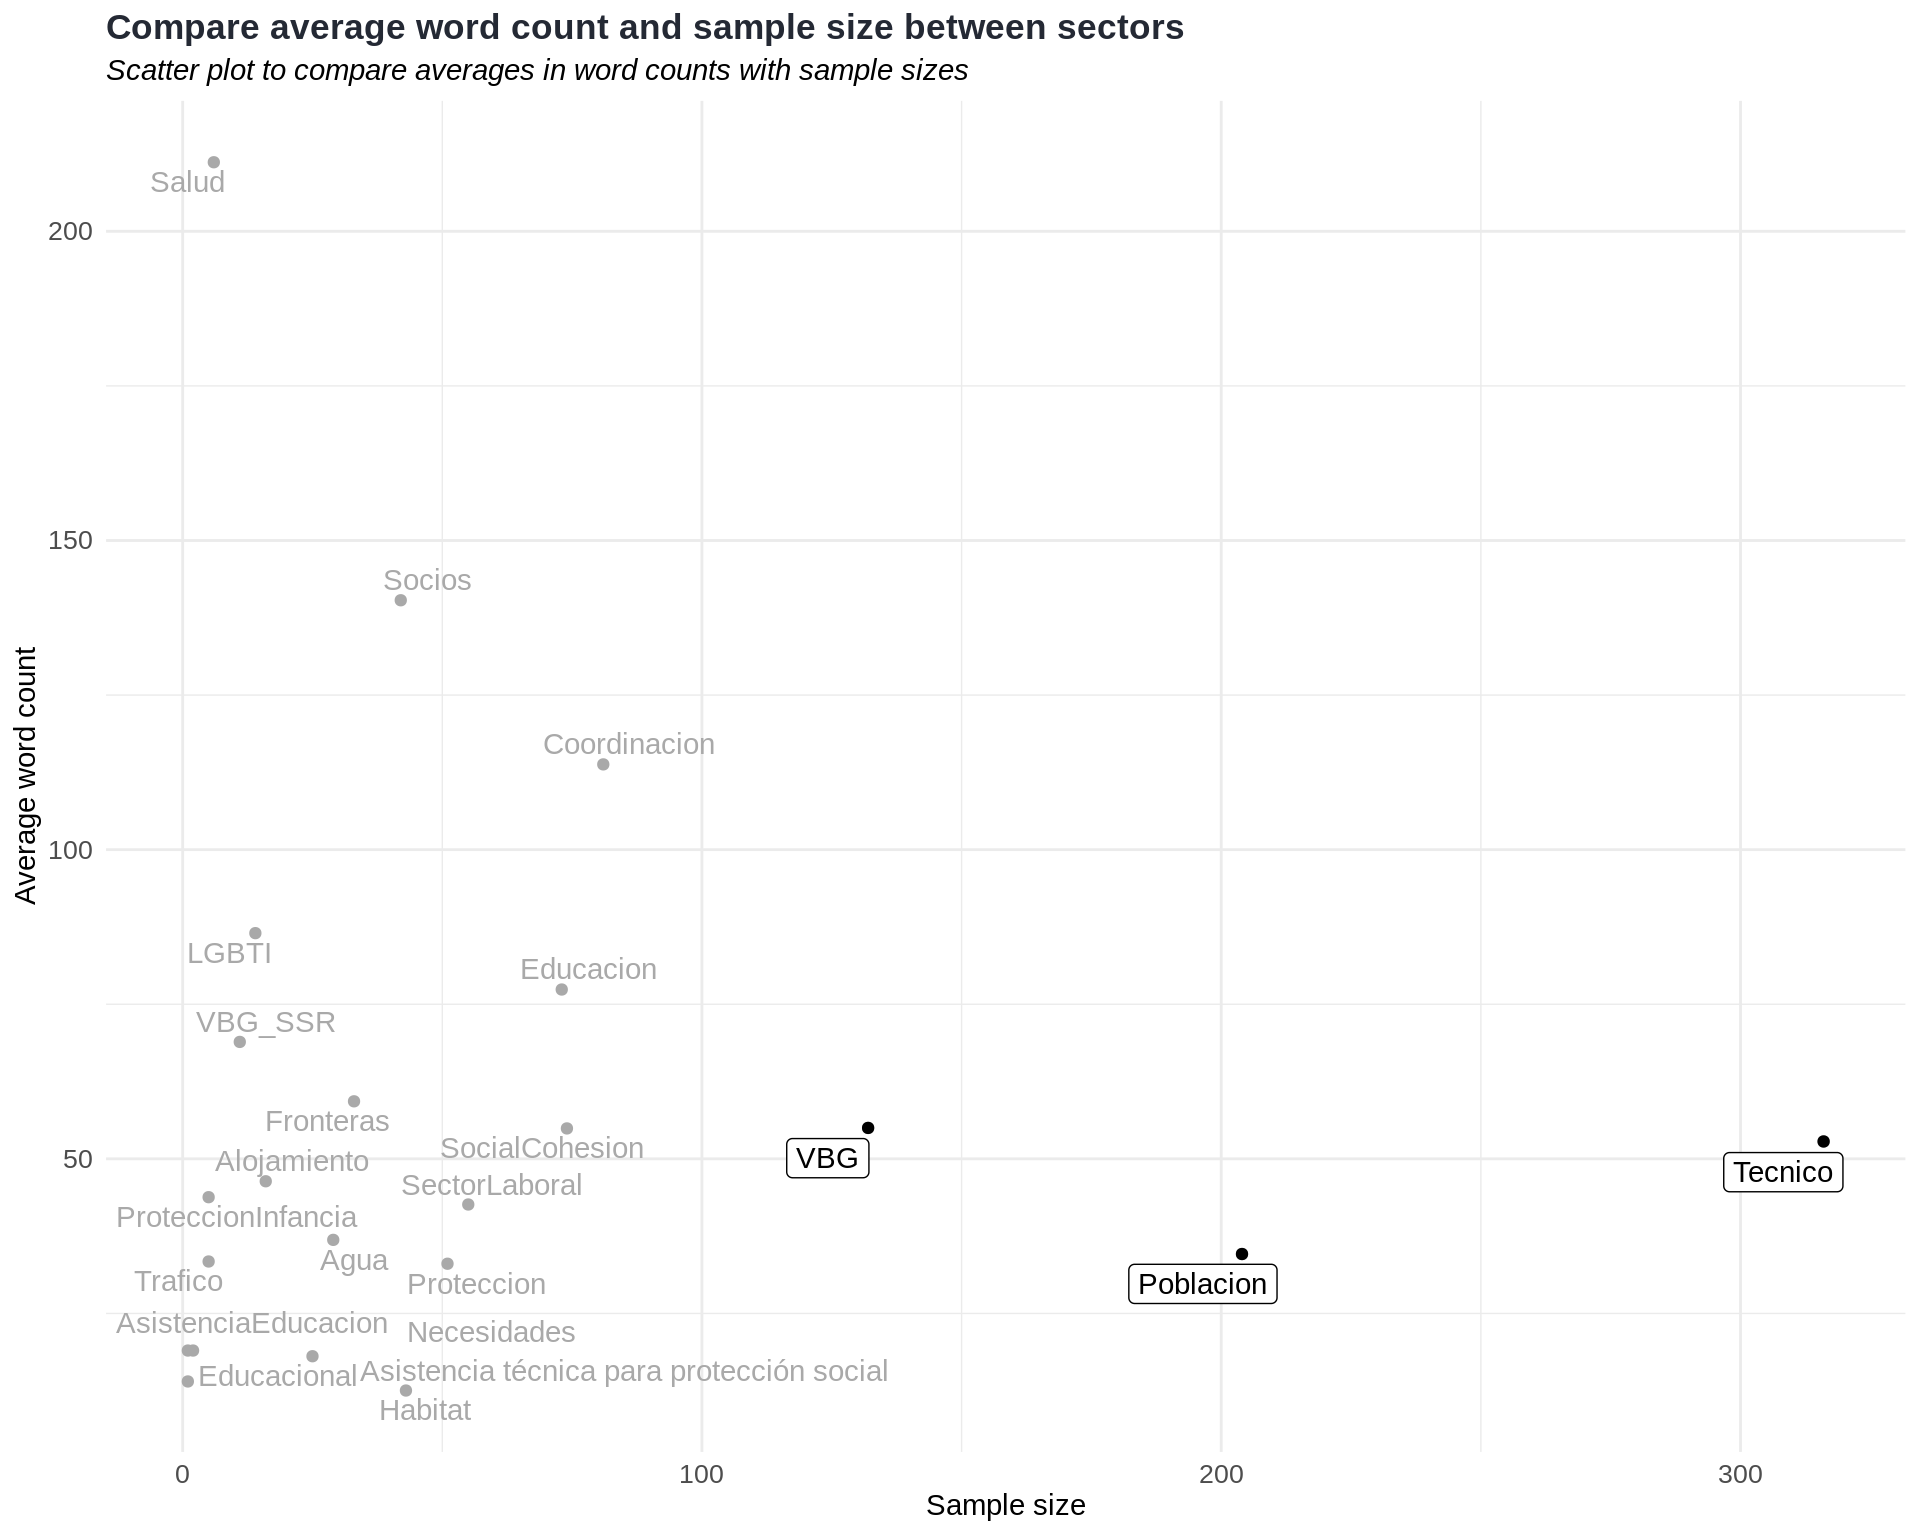 Compare average word count and sample size between sectors
Scatter plot to compare averages in word counts with sample sizes
Salud
200
150
Socios
Coordinacion
Average word count
100
LGBTI
Educacion
VBG_SSR
Fronteras
SocialCohesion
VBG
50
Alojamiento
Tecnico
SectorLaboral
ProteccionInfancia
Agua
Trafico
Proteccion
Poblacion
AsistenciaEducacion
Necesidades
Educacional
Asistencia técnica para protección social
Habitat
0
100
200
300
Sample size